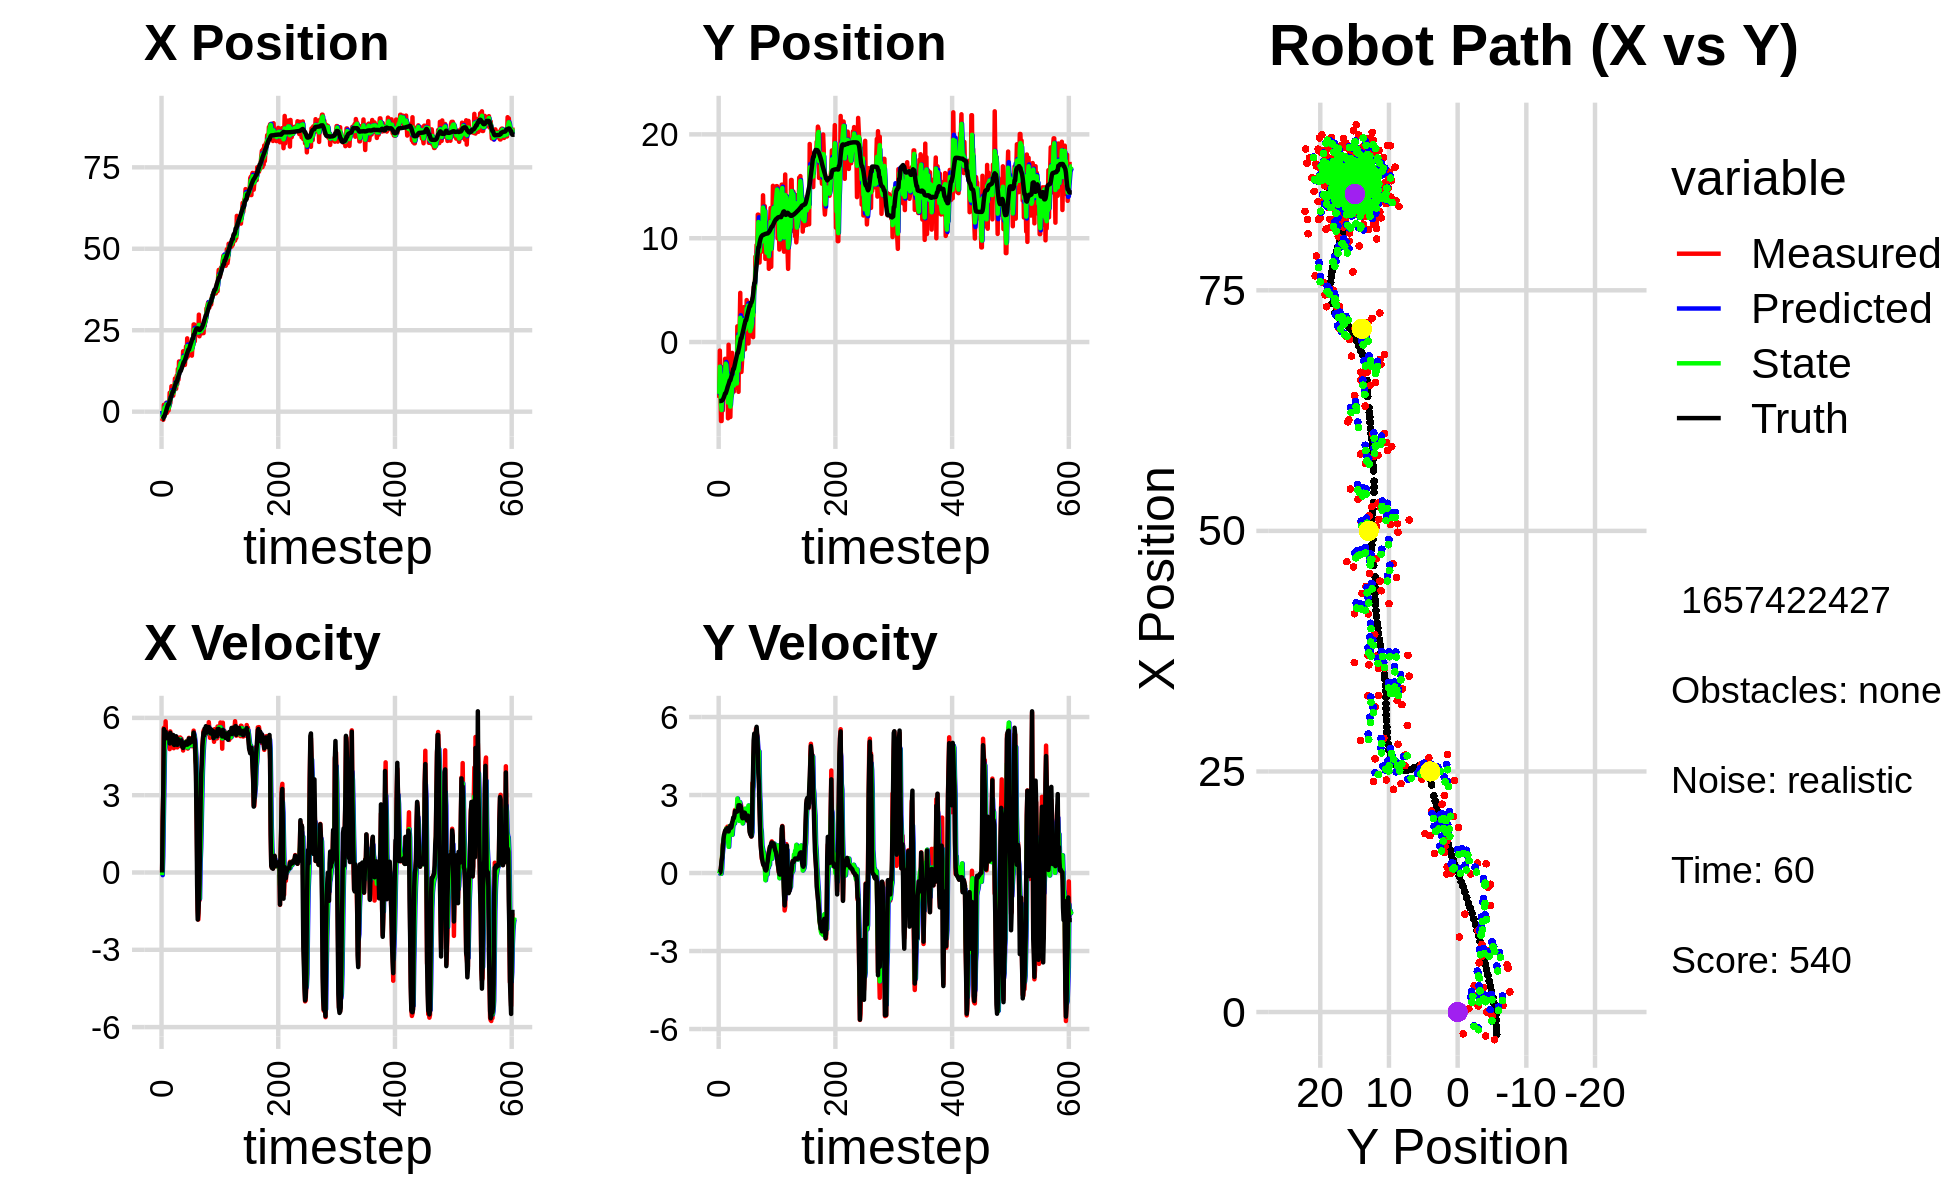 X Position
75
50
25
0
0
200
400
600
timestep
Y Position
20
10
0
0
200
400
600
timestep
X Velocity
6
3
0
-3
-6
0
200
400
600
timestep
Y Velocity
6
3
0
-3
-6
0
200
400
600
timestep
Robot Path (X vs Y)
X Position
75
50
25
0
20 10 0 -10 -20
Y Position
variable
Measured
Predicted
State
Truth
1657422427
Obstacles: none
Noise: realistic
Time: 60
Score: 540